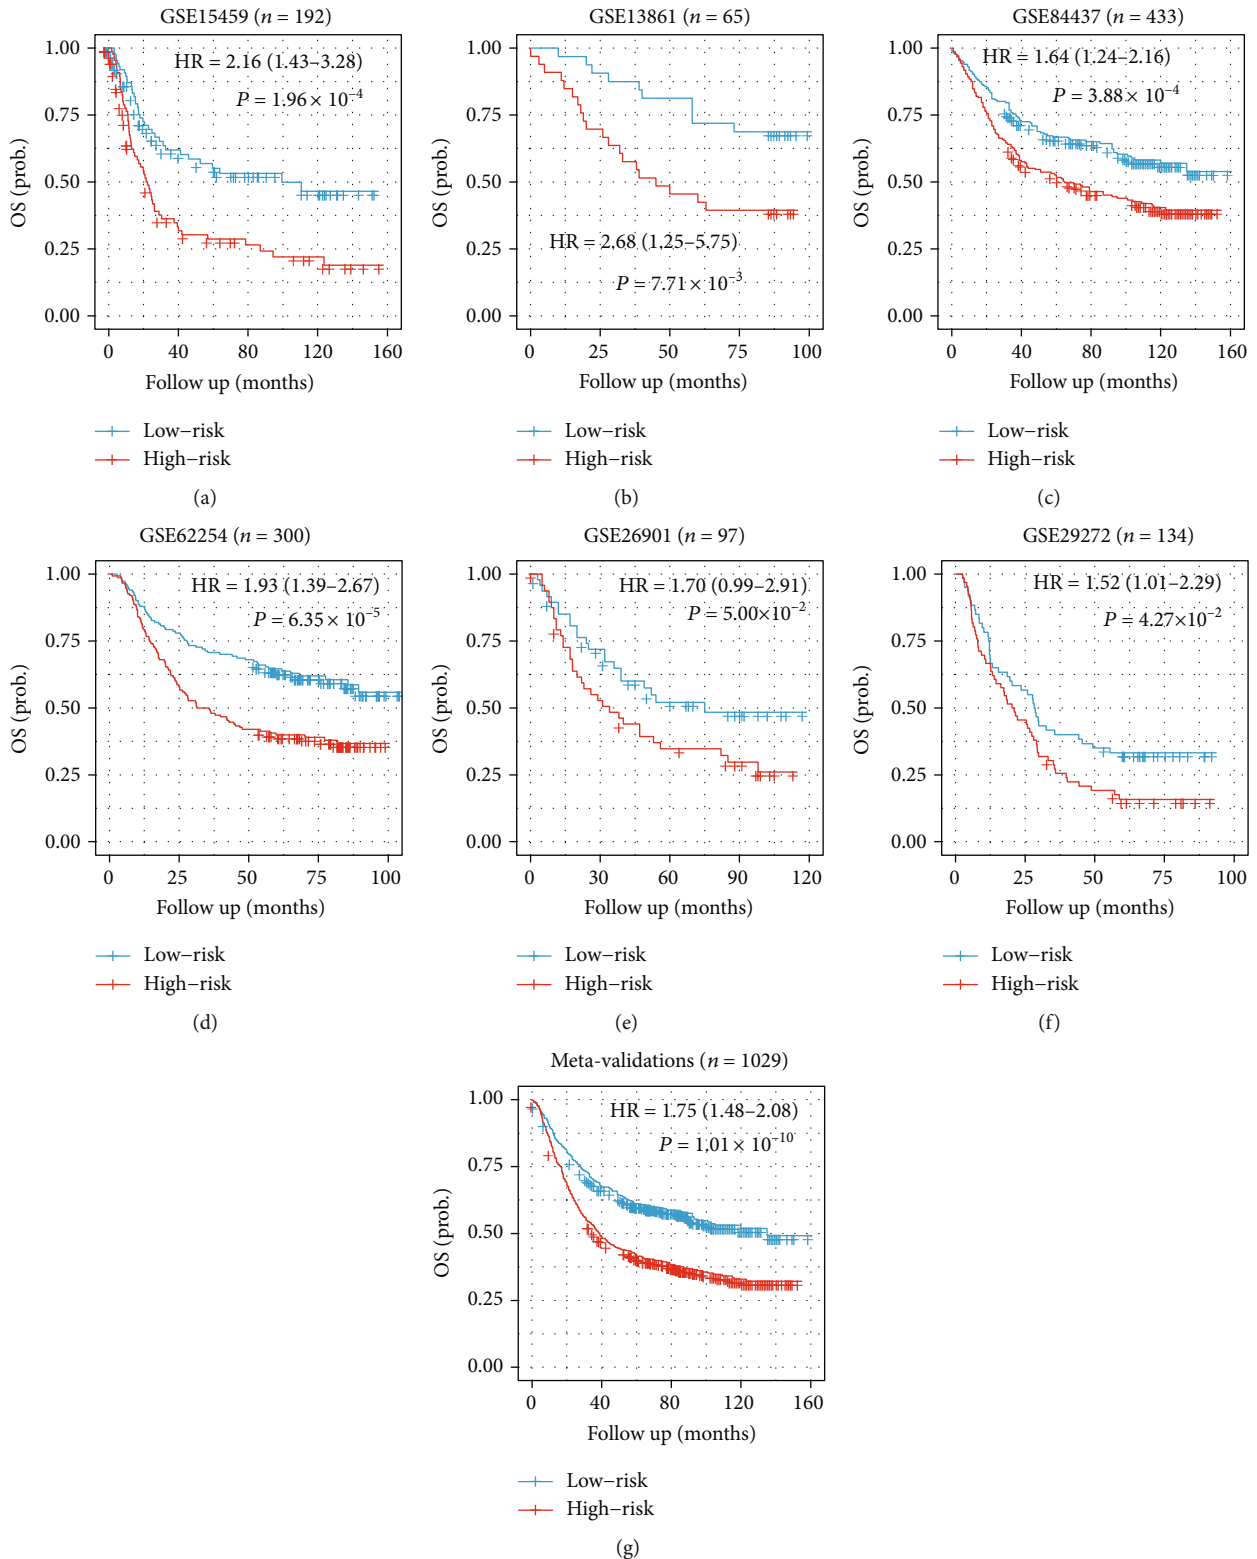 GSE15459 (n = 192)
HR = 2.16 (1.43–3.28)
P = 1.96 × 10⁻⁴
OS (prob.)
1.00
0.75
0.50
0.25
0.00
0 40 80 120 160
Follow up (months)
Low–risk
High–risk
(a)
GSE13861 (n = 65)
HR = 2.68 (1.25–5.75)
P = 7.71 × 10⁻³
OS (prob.)
1.00
0.75
0.50
0.25
0.00
0 25 50 75 100
Follow up (months)
Low–risk
High–risk
(b)
GSE84437 (n = 433)
HR = 1.64 (1.24–2.16)
P = 3.88 × 10⁻⁴
OS (prob.)
1.00
0.75
0.50
0.25
0.00
0 40 80 120 160
Follow up (months)
Low–risk
High–risk
(c)
GSE62254 (n = 300)
HR = 1.93 (1.39–2.67)
P = 6.35 × 10⁻⁵
OS (prob.)
1.00
0.75
0.50
0.25
0.00
0 25 50 75 100
Follow up (months)
Low–risk
High–risk
(d)
GSE26901 (n = 97)
HR = 1.70 (0.99–2.91)
P = 5.00×10⁻²
OS (prob.)
1.00
0.75
0.50
0.25
0.00
0 30 60 90 120
Follow up (months)
Low–risk
High–risk
(e)
GSE29272 (n = 134)
HR = 1.52 (1.01–2.29)
P = 4.27×10⁻²
OS (prob.)
1.00
0.75
0.50
0.25
0.00
0 25 50 75 100
Follow up (months)
Low–risk
High–risk
(f)
Meta-validations (n = 1029)
HR = 1.75 (1.48–2.08)
P = 1.01 × 10⁻¹⁰
OS (prob.)
1.00
0.75
0.50
0.25
0.00
0 40 80 120 160
Follow up (months)
Low–risk
High–risk
(g)